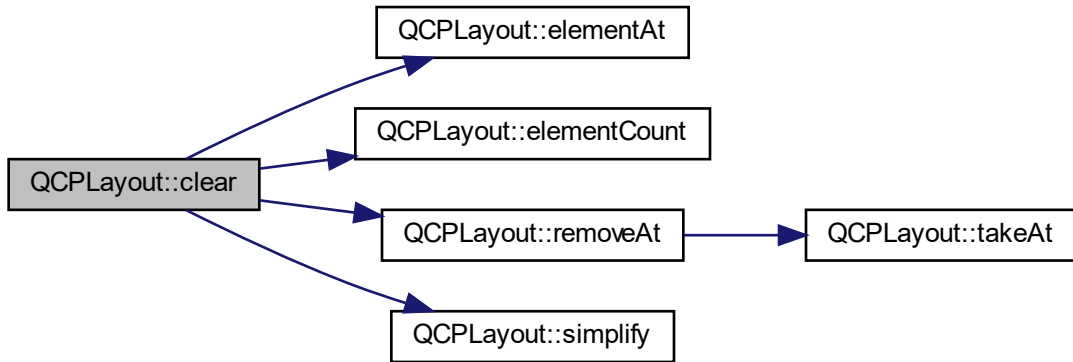 QCPLayout::elementAt
QCPLayout::elementCount
QCPLayout::clear
QCPLayout::removeAt
QCPLayout::takeAt
QCPLayout::simplify